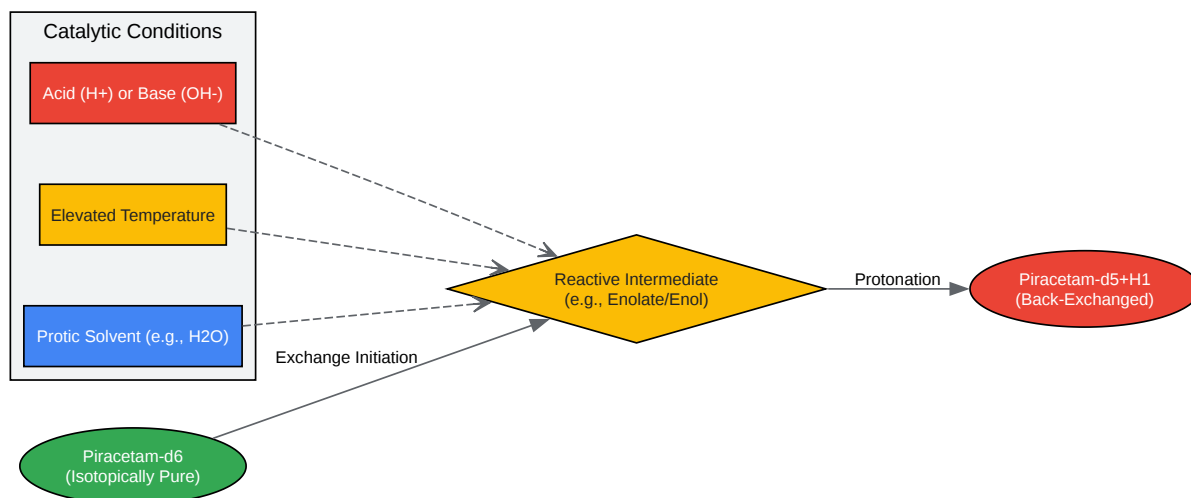 Catalytic Conditions
Acid (H+) or Base (OH-)
Elevated Temperature
Protic Solvent (e.g., H2O)
Exchange Initiation
Piracetam-d6
(Isotopically Pure)
Reactive Intermediate
(e.g., Enolate/Enol)
Protonation
Piracetam-d5+H1
(Back-Exchanged)